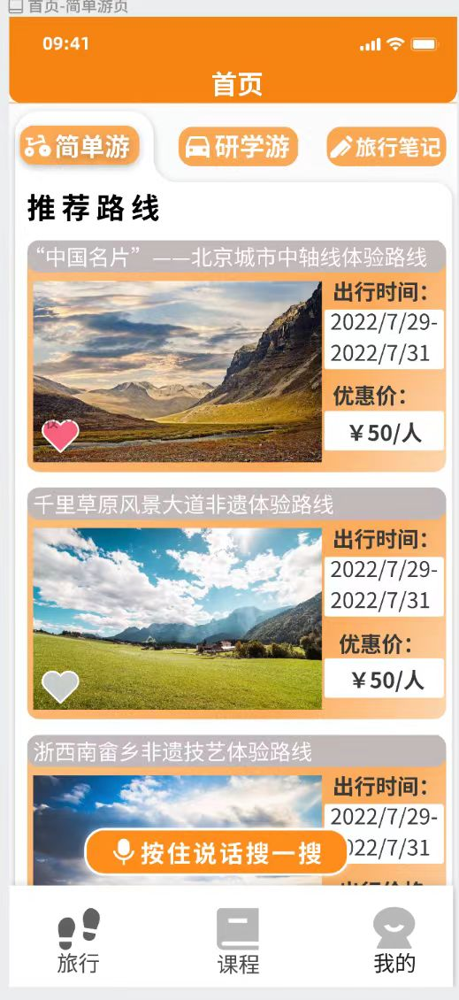 首页-简单游页
09:41
首页
简单游
研学游
旅行笔记
推荐路线
“中国名片”——北京城市中轴线体验路线
出行时间：
2022/7/29-
2022/7/31
优惠价：
￥50/人
千里草原风景大道非遗体验路线
出行时间：
2022/7/29-
2022/7/31
优惠价：
￥50/人
浙西南畲乡非遗技艺体验路线
出行时间：
2022/7/29-
022/7/31
按住说话搜一搜
旅行
课程
我的